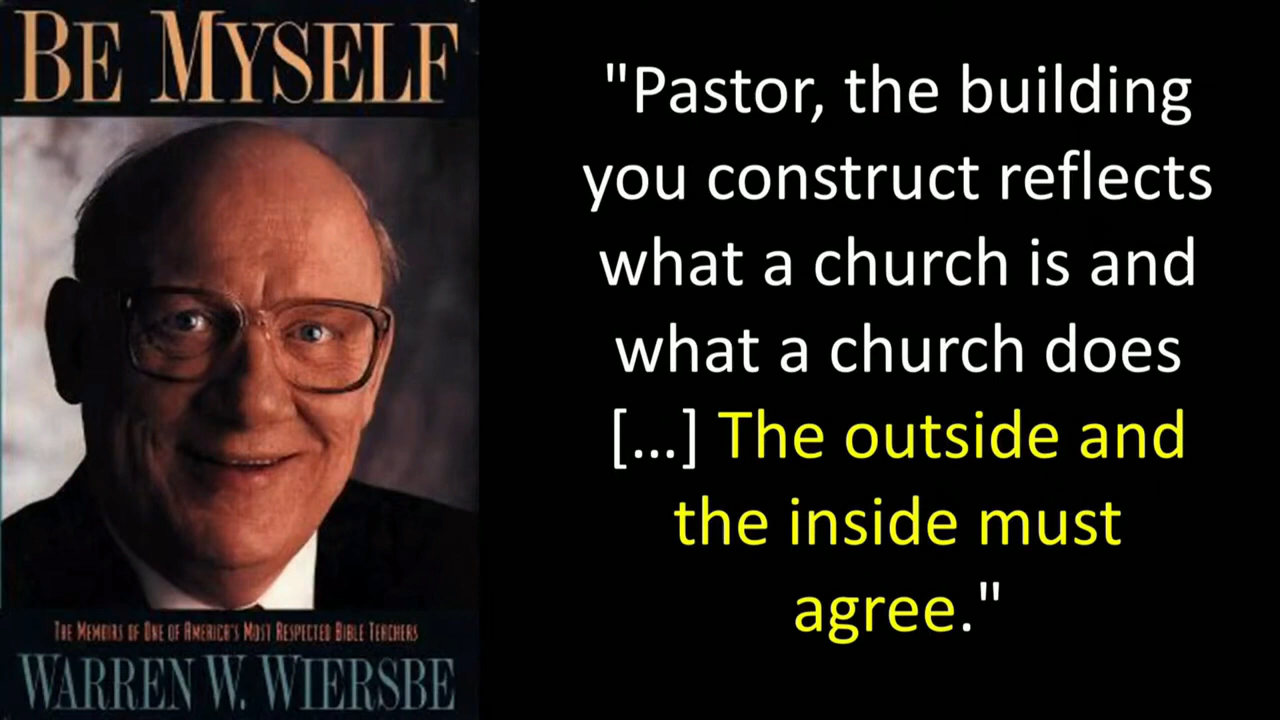 BE MYSELF
THE MEMOIRS OF ONE OF AMERICA'S MOST RESPECTED BIBLE TEACHERS
WARREN W. WIERSBE
"Pastor, the building
you construct reflects
what a church is and
what a church does
[...] The outside and
the inside must
agree."